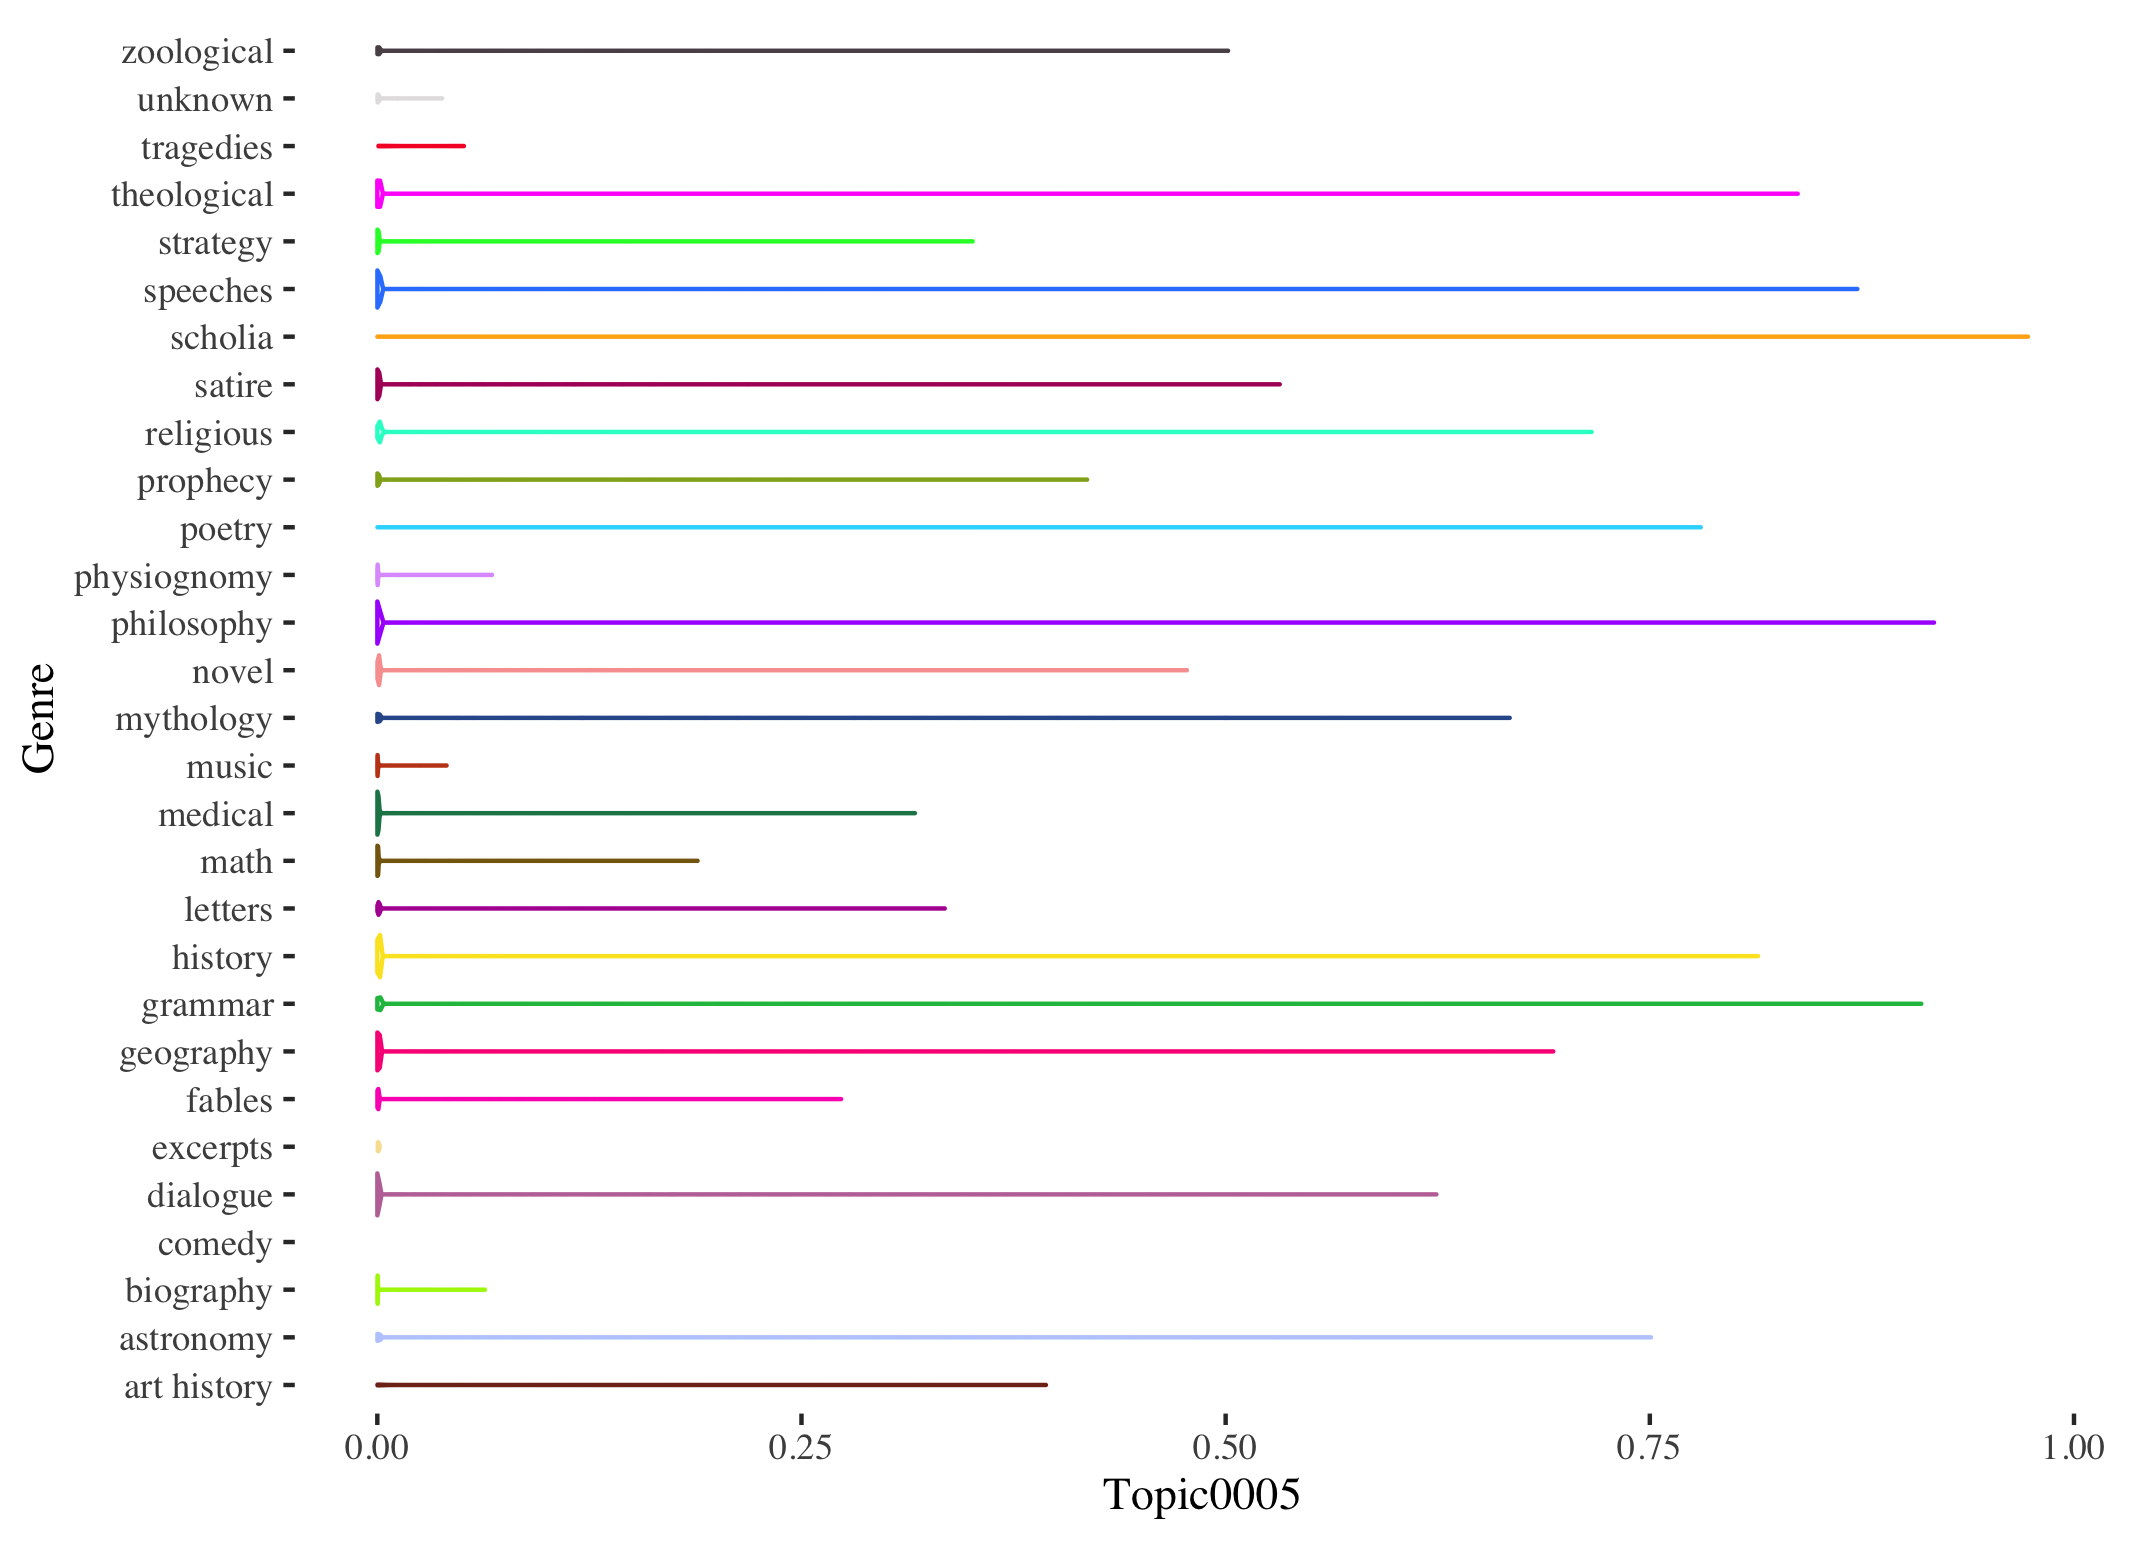 zoological
unknown
tragedies
theological
strategy
speeches
scholia
satire
religious
prophecy
poetry
physiognomy
philosophy
novel
mythology
music
medical
math
letters
history
grammar
geography
fables
excerpts
dialogue
comedy
biography
astronomy
art history
Genre
0.00 0.25 0.50 0.75 1.00
Topic0005